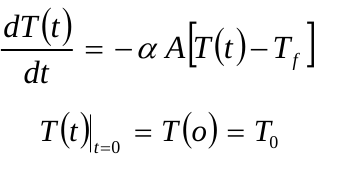 dT(t)/dt = −α A[T(t) − T_f]
T(t)|_{t=0} = T(o) = T_0